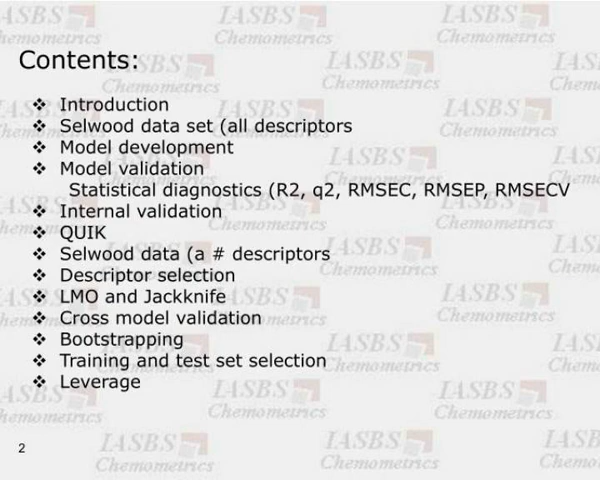 Contents:
❖ Introduction
❖ Selwood data set (all descriptors
❖ Model development
❖ Model validation
Statistical diagnostics (R2, q2, RMSEC, RMSEP, RMSECV
❖ Internal validation
❖ QUIK
❖ Selwood data (a # descriptors
❖ Descriptor selection
❖ LMO and Jackknife
❖ Cross model validation
❖ Bootstrapping
❖ Training and test set selection
❖ Leverage
2
IASBS
Chemometrics